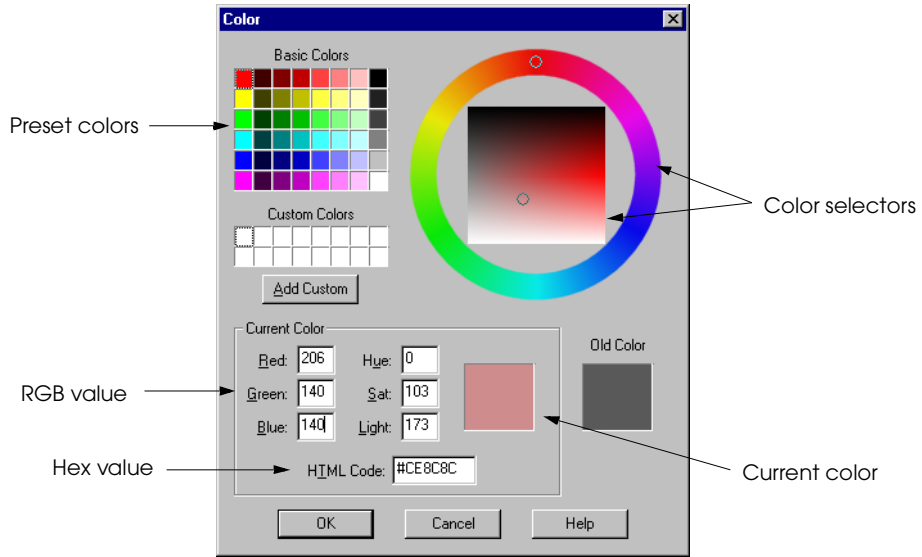 Color
Basic Colors
Preset colors
Custom Colors
Color selectors
Add Custom
Current Color
Old Color
Red: 206 Hue: 0
RGB value
Green: 140 Sat: 103
Blue: 140 Light: 173
Hex value
HTML Code: #CE8C8C
Current color
OK Cancel Help